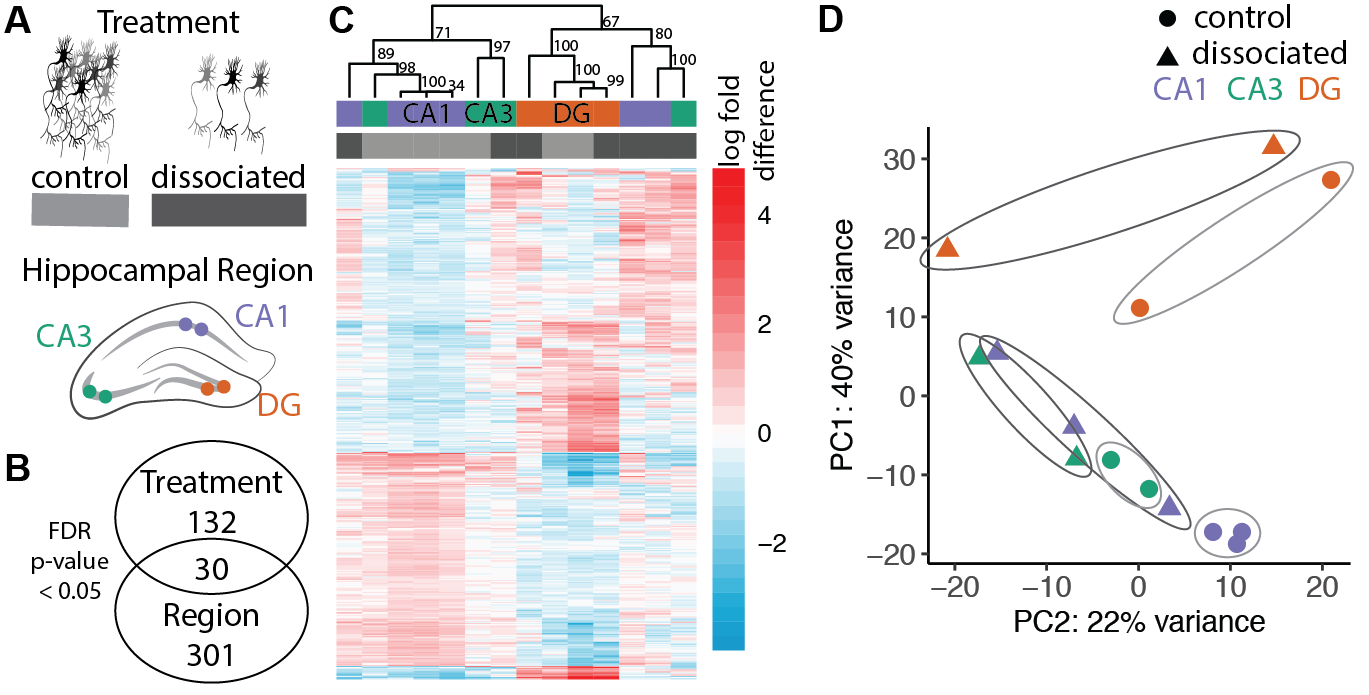 A
Treatment
control
dissociated
Hippocampal Region
CA1
CA3
DG
B
FDR
p-value
< 0.05
Treatment
132
30
Region
301
C
67
71
80
89
97
100
98
100
100
100
34
99
CA1
CA3
DG
log fold
difference
4
2
0
−2
D
control
dissociated
CA1 CA3 DG
PC1: 40% variance
30
20
10
0
−10
−20
−20
−10
0
10
20
PC2: 22% variance